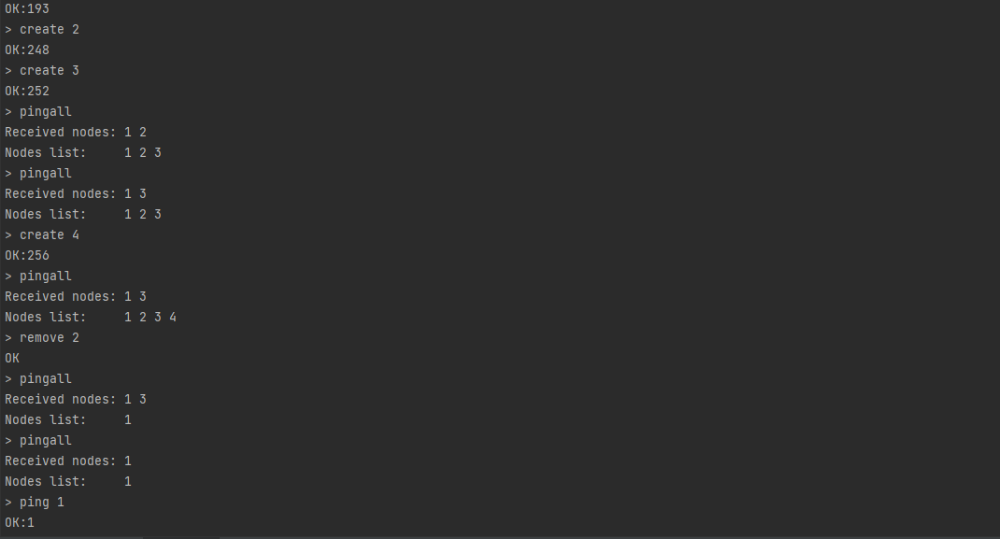 OK:193
> create 2
OK:248
> create 3
OK:252
> pingall
Received nodes: 1 2
Nodes list:     1 2 3
> pingall
Received nodes: 1 3
Nodes list:     1 2 3
> create 4
OK:256
> pingall
Received nodes: 1 3
Nodes list:     1 2 3 4
> remove 2
OK
> pingall
Received nodes: 1 3
Nodes list:     1
> pingall
Received nodes: 1
Nodes list:     1
> ping 1
OK:1